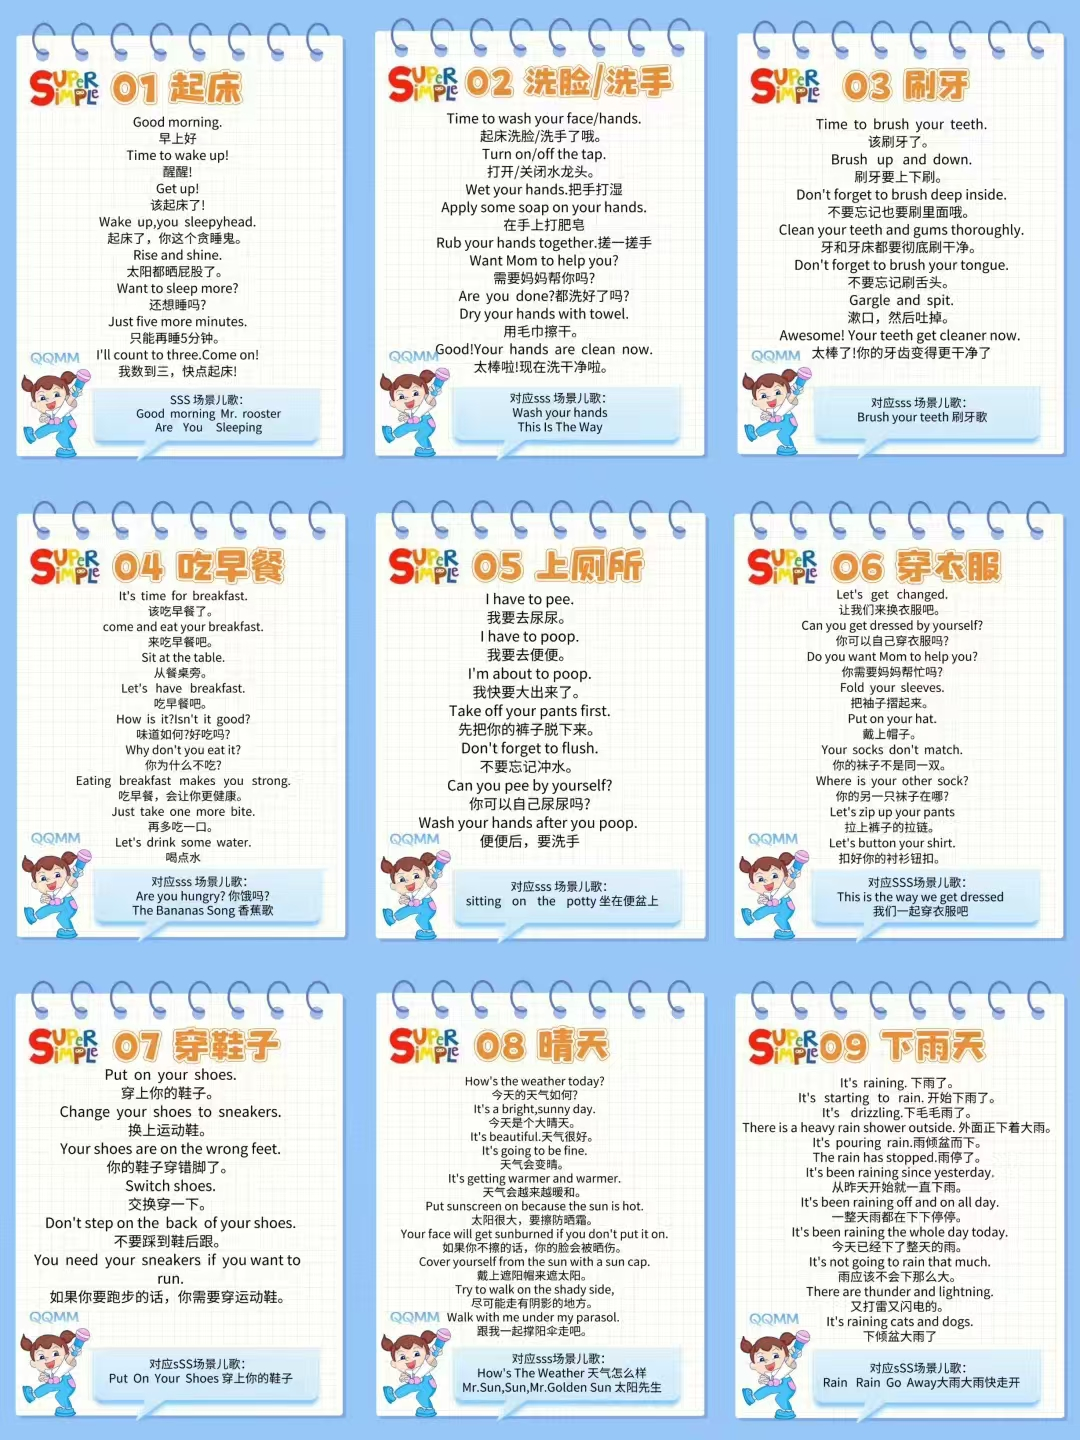 SUPER SIMPLE
01 起床
Good morning.
早上好
Time to wake up!
醒醒!
Get up!
该起床了!
Wake up,you sleepyhead.
起床了，你这个贪睡鬼。
Rise and shine.
太阳都晒屁股了。
Want to sleep more?
还想睡吗?
Just five more minutes.
只能再睡5分钟。
I'll count to three.Come on!
我数到三，快点起床!
QQMM
SSS 场景儿歌：
Good morning Mr. rooster
Are You Sleeping
SUPER SIMPLE
02 洗脸/洗手
Time to wash your face/hands.
起床洗脸/洗手了哦。
Turn on/off the tap.
打开/关闭水龙头。
Wet your hands.把手打湿
Apply some soap on your hands.
在手上打肥皂
Rub your hands together.搓一搓手
Want Mom to help you?
需要妈妈帮你吗?
Are you done?都洗好了吗?
Dry your hands with towel.
用毛巾擦干。
Good!Your hands are clean now.
太棒啦!现在洗干净啦。
QQMM
对应sss 场景儿歌：
Wash your hands
This Is The Way
SUPER SIMPLE
03 刷牙
Time to brush your teeth.
该刷牙了。
Brush up and down.
刷牙要上下刷。
Don't forget to brush deep inside.
不要忘记也要刷里面哦。
Clean your teeth and gums thoroughly.
牙和牙床都要彻底刷干净。
Don't forget to brush your tongue.
不要忘记刷舌头。
Gargle and spit.
漱口，然后吐掉。
Awesome! Your teeth get cleaner now.
太棒了!你的牙齿变得更干净了
QQMM
对应sss 场景儿歌：
Brush your teeth 刷牙歌
SUPER SIMPLE
04 吃早餐
It's time for breakfast.
该吃早餐了。
come and eat your breakfast.
来吃早餐吧。
Sit at the table.
从餐桌旁。
Let's have breakfast.
吃早餐吧。
How is it?Isn't it good?
味道如何?好吃吗?
Why don't you eat it?
你为什么不吃?
Eating breakfast makes you strong.
吃早餐，会让你更健康。
Just take one more bite.
再多吃一口。
Let's drink some water.
喝点水
QQMM
对应sss 场景儿歌：
Are you hungry? 你饿吗?
The Bananas Song 香蕉歌
SUPER SIMPLE
05 上厕所
I have to pee.
我要去尿尿。
I have to poop.
我要去便便。
I'm about to poop.
我快要大出来了。
Take off your pants first.
先把你的裤子脱下来。
Don't forget to flush.
不要忘记冲水。
Can you pee by yourself?
你可以自己尿尿吗?
Wash your hands after you poop.
便便后，要洗手
QQMM
对应sss 场景儿歌：
sitting on the potty 坐在便盆上
SUPER SIMPLE
06 穿衣服
Let's get changed.
让我们来换衣服吧。
Can you get dressed by yourself?
你可以自己穿衣服吗?
Do you want Mom to help you?
你需要妈妈帮忙吗?
Fold your sleeves.
把袖子摺起来。
Put on your hat.
戴上帽子。
Your socks don't match.
你的袜子不是同一双。
Where is your other sock?
你的另一只袜子在哪?
Let's zip up your pants
拉上裤子的拉链。
Let's button your shirt.
扣好你的衬衫钮扣。
QQMM
对应SSS场景儿歌：
This is the way we get dressed
我们一起穿衣服吧
SUPER SIMPLE
07 穿鞋子
Put on your shoes.
穿上你的鞋子。
Change your shoes to sneakers.
换上运动鞋。
Your shoes are on the wrong feet.
你的鞋子穿错脚了。
Switch shoes.
交换穿一下。
Don't step on the back of your shoes.
不要踩到鞋后跟。
You need your sneakers if you want to
run.
如果你要跑步的话，你需要穿运动鞋。
QQMM
对应sSS场景儿歌：
Put On Your Shoes 穿上你的鞋子
SUPER SIMPLE
08 晴天
How's the weather today?
今天的天气如何?
It's a bright,sunny day.
今天是个大晴天。
It's beautiful.天气很好。
It's going to be fine.
天气会变晴。
It's getting warmer and warmer.
天气会越来越暖和。
Put sunscreen on because the sun is hot.
太阳很大，要擦防晒霜。
Your face will get sunburned if you don't put it on.
如果你不擦的话，你的脸会被晒伤。
Cover yourself from the sun with a sun cap.
戴上遮阳帽来遮太阳。
Try to walk on the shady side,
尽可能走有阴影的地方。
Walk with me under my parasol.
跟我一起撑阳伞走吧。
QQMM
对应sss场景儿歌：
How's The Weather 天气怎么样
Mr.Sun,Sun,Mr.Golden Sun 太阳先生
SUPER SIMPLE
09 下雨天
It's raining. 下雨了。
It's starting to rain. 开始下雨了。
It's drizzling.下毛毛雨了。
There is a heavy rain shower outside. 外面正下着大雨。
It's pouring rain.雨倾盆而下。
The rain has stopped.雨停了。
It's been raining since yesterday.
从昨天开始就一直下雨。
It's been raining off and on all day.
一整天雨都在下下停停。
It's been raining the whole day today.
今天已经下了整天的雨。
It's not going to rain that much.
雨应该不会下那么大。
There are thunder and lightning.
又打雷又闪电的。
It's raining cats and dogs.
下倾盆大雨了
QQMM
对应sSS场景儿歌：
Rain Rain Go Away大雨大雨快走开